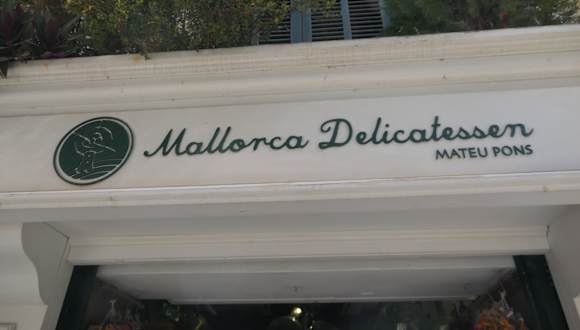 Mallorca Delicatessen
MATEU PONS